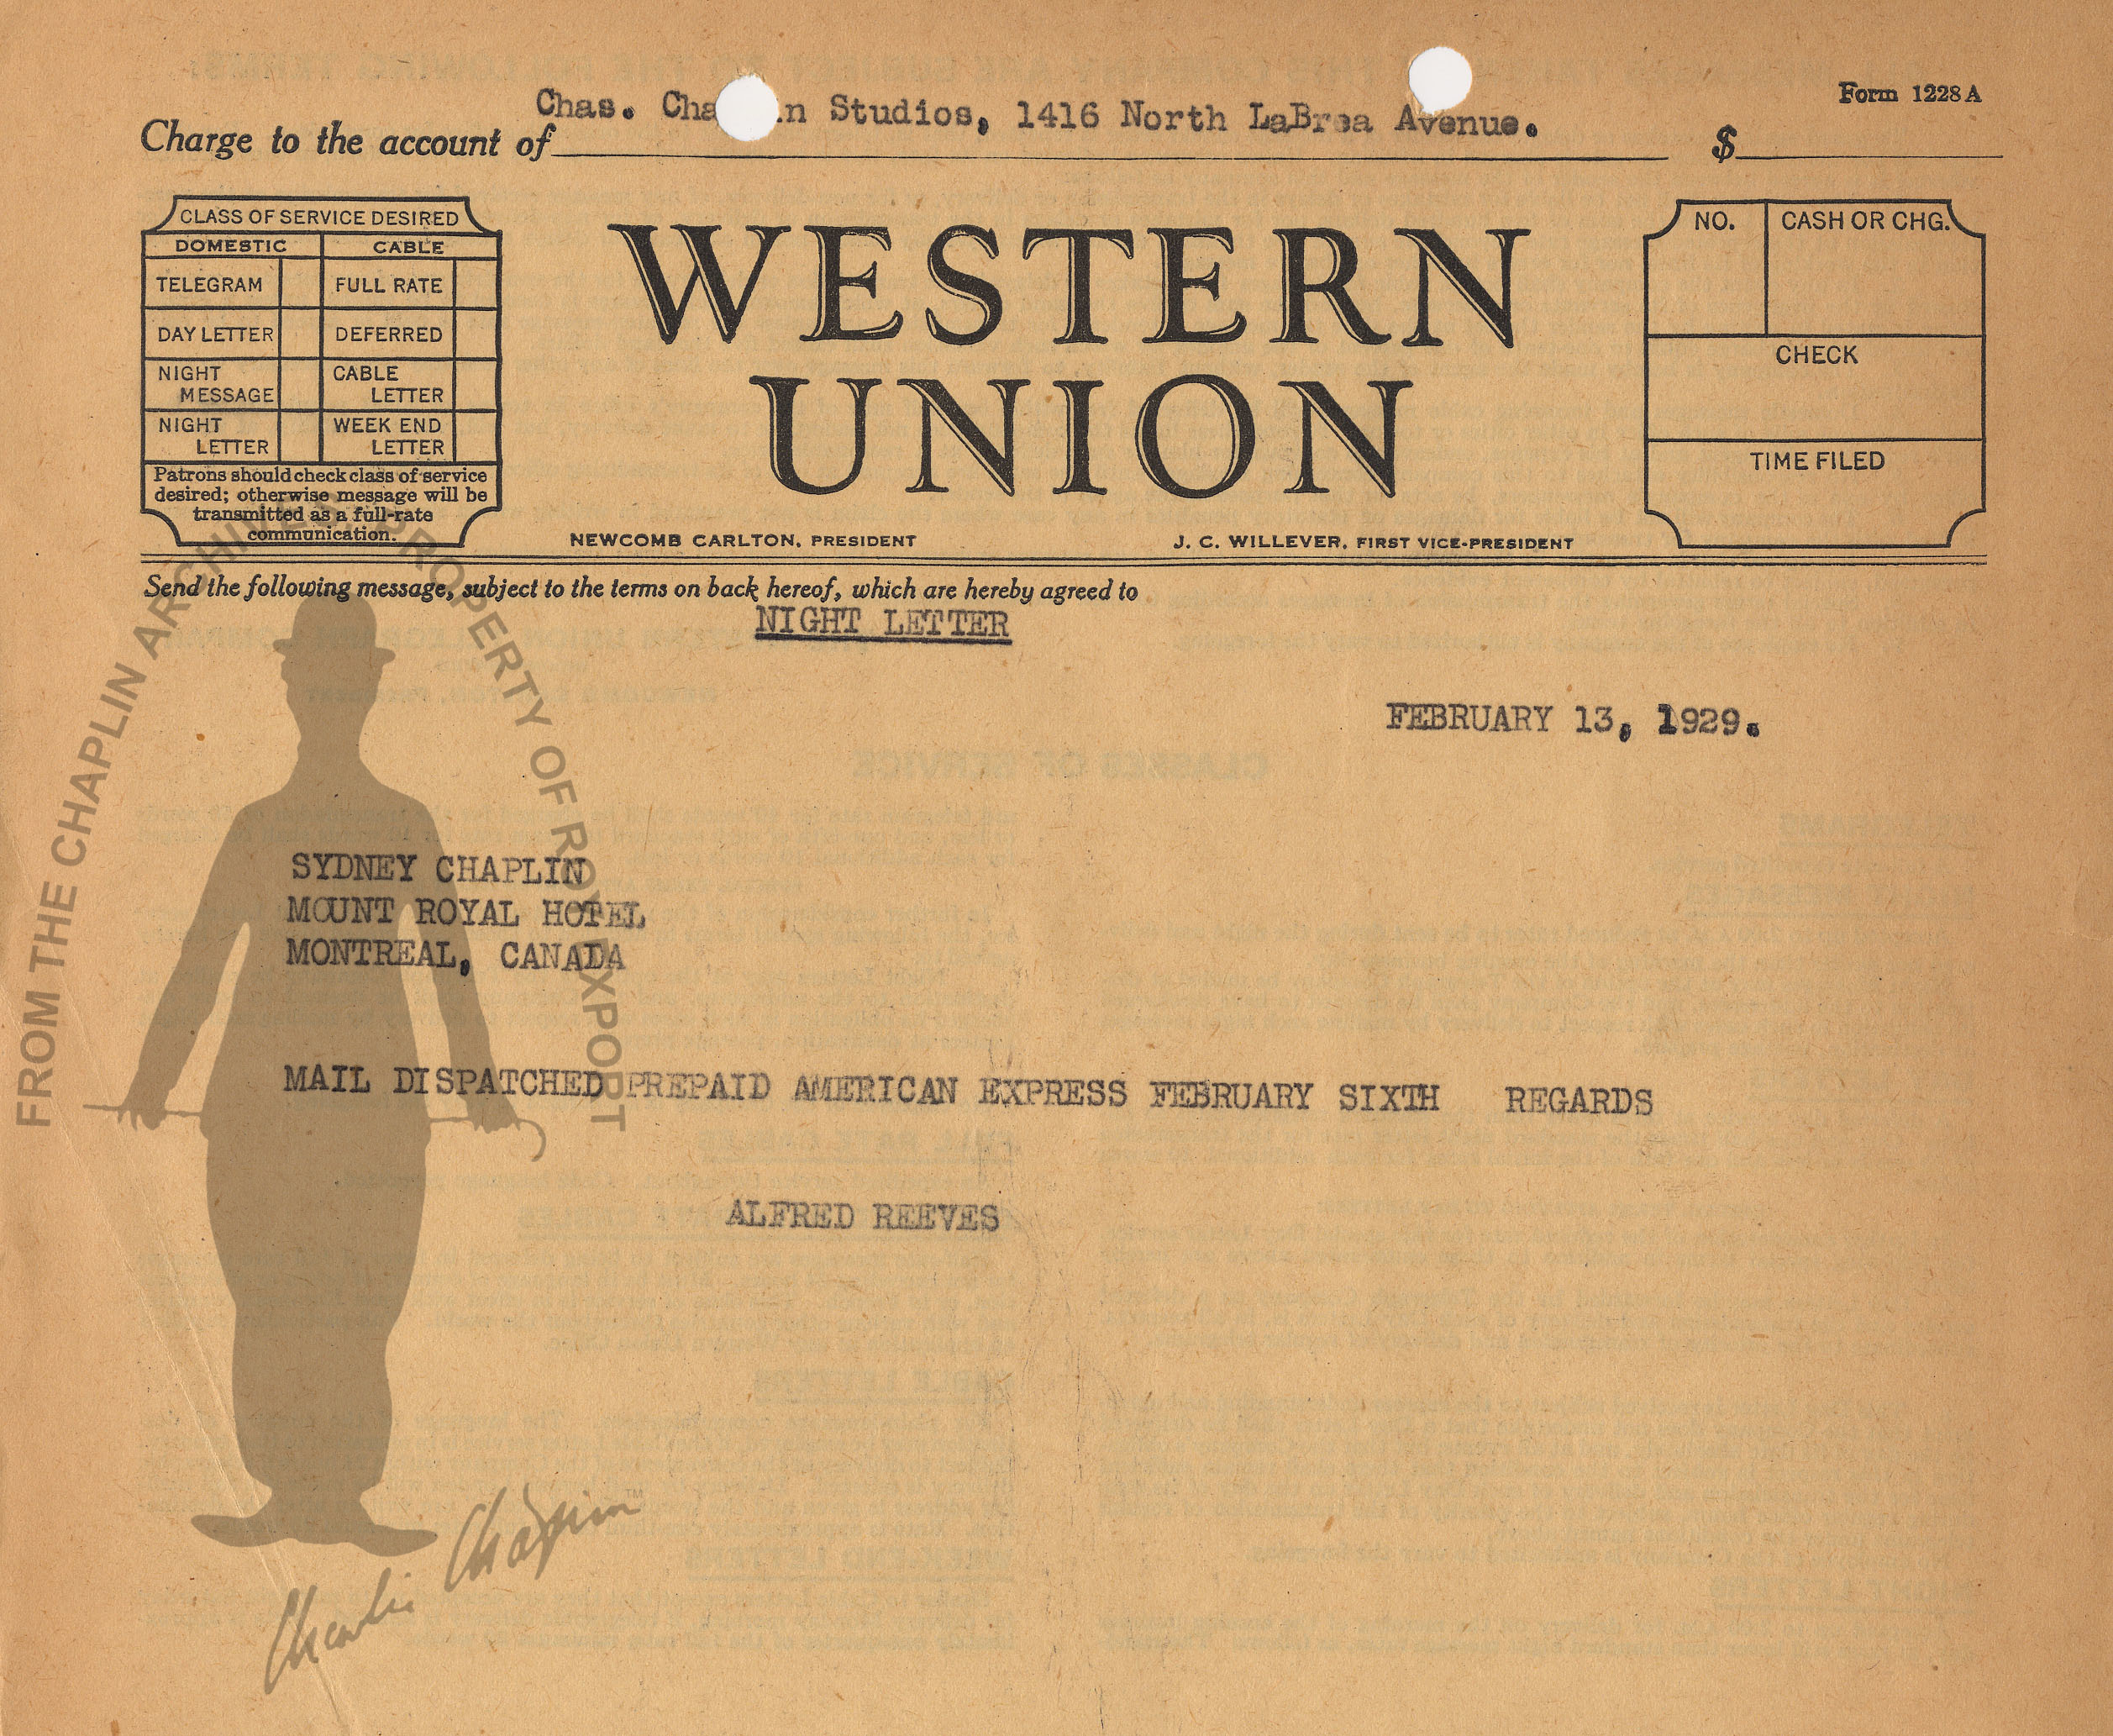 Form 1228 A
Chas. Cha in Studios, 1416 North LaBrea Avenue.
Charge to the account of $
CLASS OF SERVICE DESIRED
DOMESTIC CABLE
TELEGRAM FULL RATE
DAY LETTER DEFERRED
NIGHT MESSAGE CABLE LETTER
NIGHT LETTER WEEK END LETTER
Patrons should check class of service
desired; otherwise message will be
transmitted as a full-rate
communication.
WESTERN
UNION
NEWCOMB CARLTON, PRESIDENT J. C. WILLEVER, FIRST VICE-PRESIDENT
NO. CASH OR CHG.
CHECK
TIME FILED
Send the following message, subject to the terms on back hereof, which are hereby agreed to
NIGHT LETTER
FEBRUARY 13, 1929.
SYDNEY CHAPLIN
MOUNT ROYAL HOTEL
MONTREAL, CANADA
MAIL DISPATCHED PREPAID AMERICAN EXPRESS FEBRUARY SIXTH REGARDS
ALFRED REEVES
FROM THE CHAPLIN ARCHIVES. PROPERTY OF ROY EXPORT
Charlie Chaplin